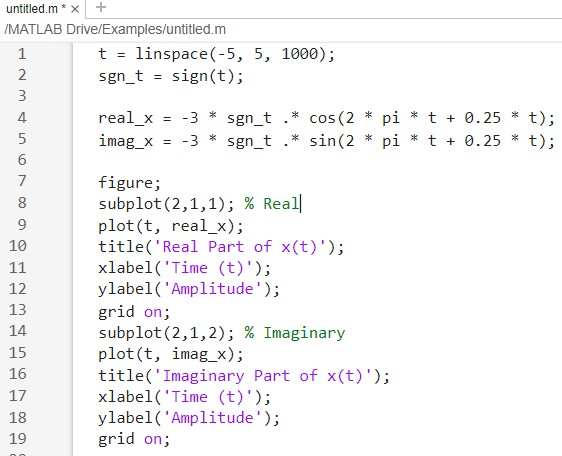 untitled.m * × +
/MATLAB Drive/Examples/untitled.m
1 t = linspace(-5, 5, 1000);
2 sgn_t = sign(t);
3
4 real_x = -3 * sgn_t .* cos(2 * pi * t + 0.25 * t);
5 imag_x = -3 * sgn_t .* sin(2 * pi * t + 0.25 * t);
6
7 figure;
8 subplot(2,1,1); % Real
9 plot(t, real_x);
10 title('Real Part of x(t)');
11 xlabel('Time (t)');
12 ylabel('Amplitude');
13 grid on;
14 subplot(2,1,2); % Imaginary
15 plot(t, imag_x);
16 title('Imaginary Part of x(t)');
17 xlabel('Time (t)');
18 ylabel('Amplitude');
19 grid on;